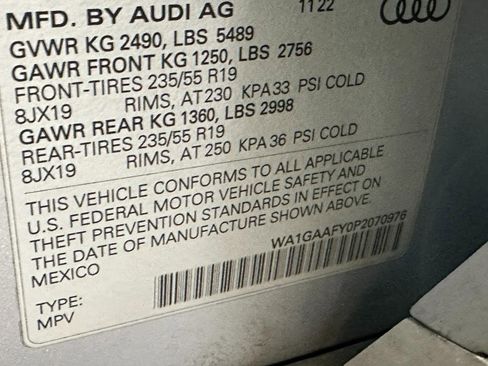 MFD. BY AUDI AG 11 22
GVWR KG 2490, LBS 5489
GAWR FRONT KG 1250, LBS 2756
FRONT-TIRES 235/55 R19
8JX19 RIMS, AT 230 KPA 33 PSI COLD
GAWR REAR KG 1360, LBS 2998
REAR-TIRES 235/55 R19
8JX19 RIMS, AT 250 KPA 36 PSI COLD
THIS VEHICLE CONFORMS TO ALL APPLICABLE
U.S. FEDERAL MOTOR VEHICLE SAFETY AND
THEFT PREVENTION STANDARDS IN EFFECT ON
THE DATE OF MANUFACTURE SHOWN ABOVE.
MEXICO WA1GAAFY0P2070976
TYPE:
MPV